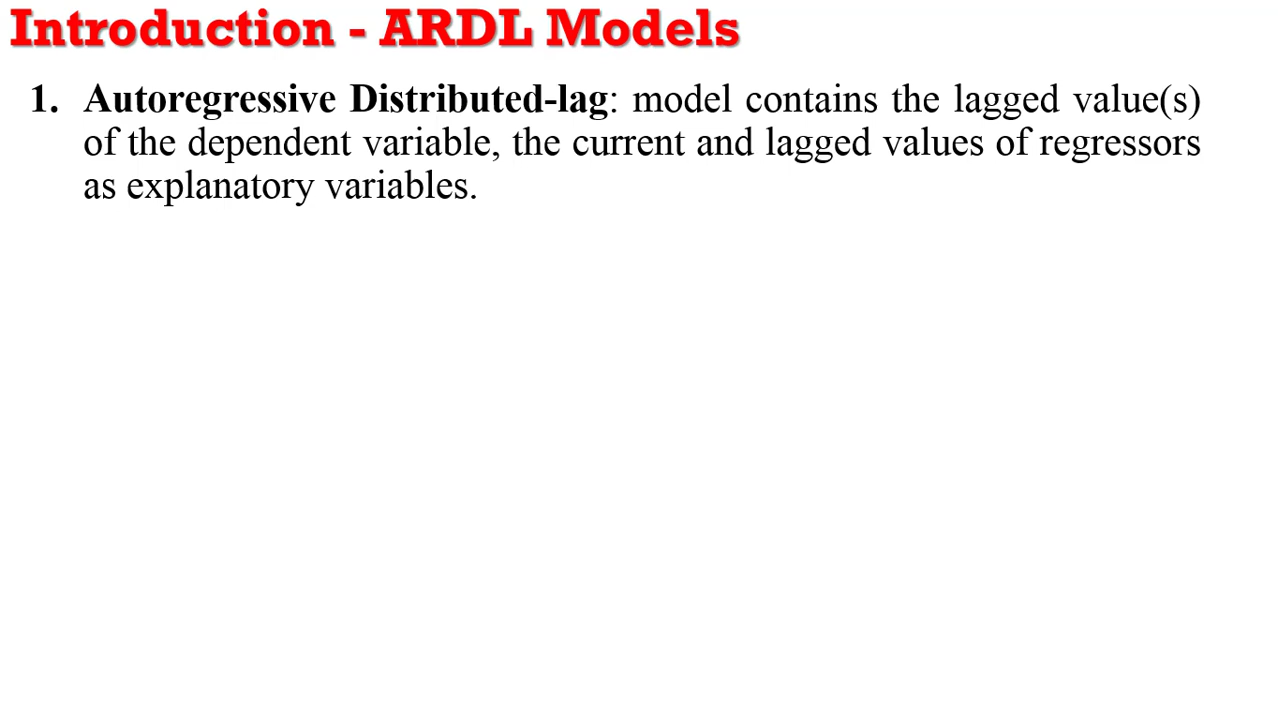 Introduction - ARDL Models
1. Autoregressive Distributed-lag: model contains the lagged value(s)
of the dependent variable, the current and lagged values of regressors
as explanatory variables.